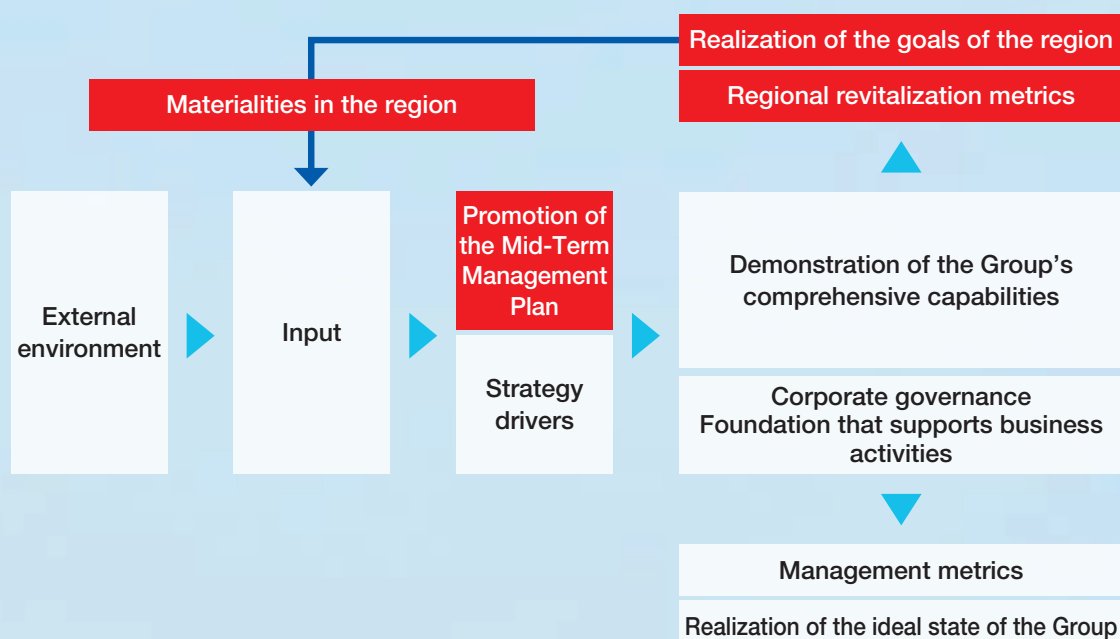 Realization of the goals of the region
Regional revitalization metrics
Materialities in the region
External
environment
Input
Promotion of
the Mid-Term
Management
Plan
Strategy
drivers
Demonstration of the Group's
comprehensive capabilities
Corporate governance
Foundation that supports business
activities
Management metrics
Realization of the ideal state of the Group